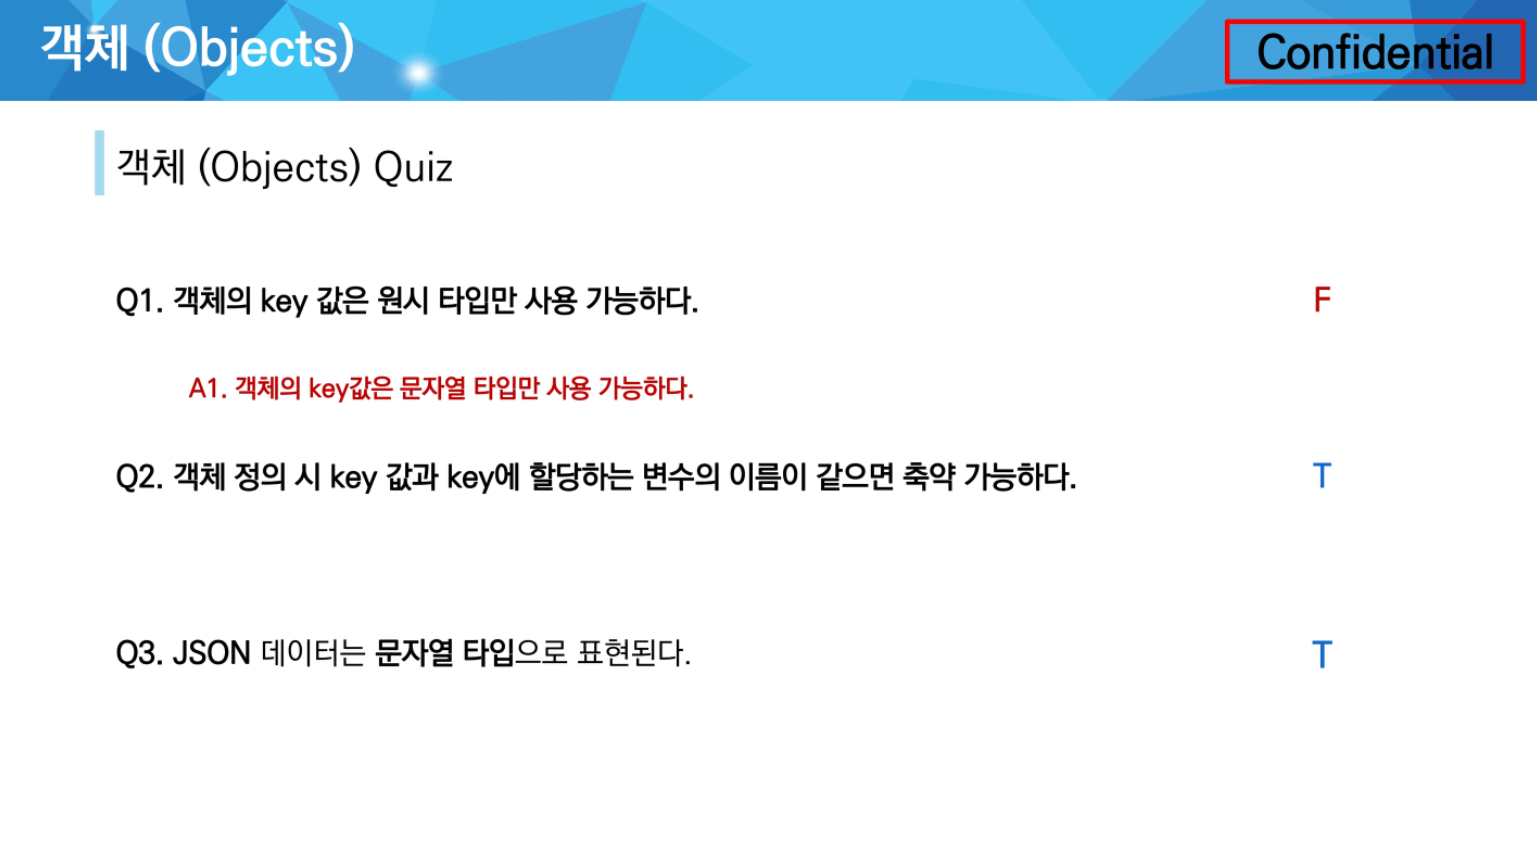 객체 (Objects)
Confidential
객체 (Objects) Quiz
Q1. 객체의 key 값은 원시 타입만 사용 가능하다. F
A1. 객체의 key값은 문자열 타입만 사용 가능하다.
Q2. 객체 정의 시 key 값과 key에 할당하는 변수의 이름이 같으면 축약 가능하다. T
Q3. JSON 데이터는 문자열 타입으로 표현된다. T